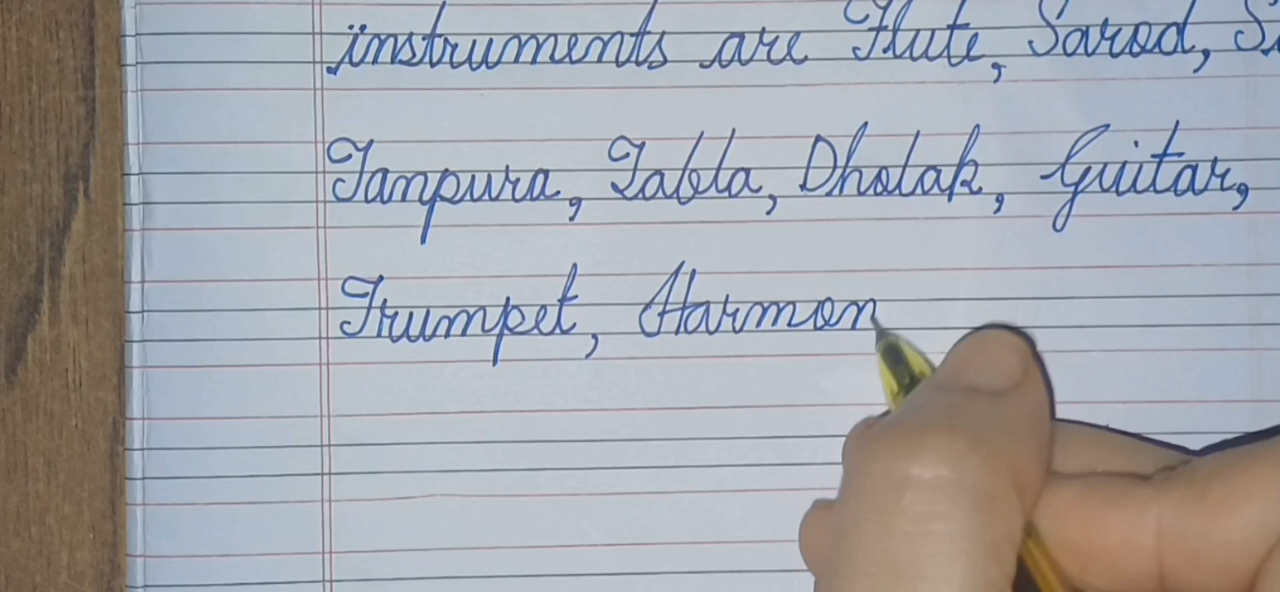 instruments are Flute, Sarod,
Tanpura, Tabla, Dholak, Guitar,
Trumpet, Harmon